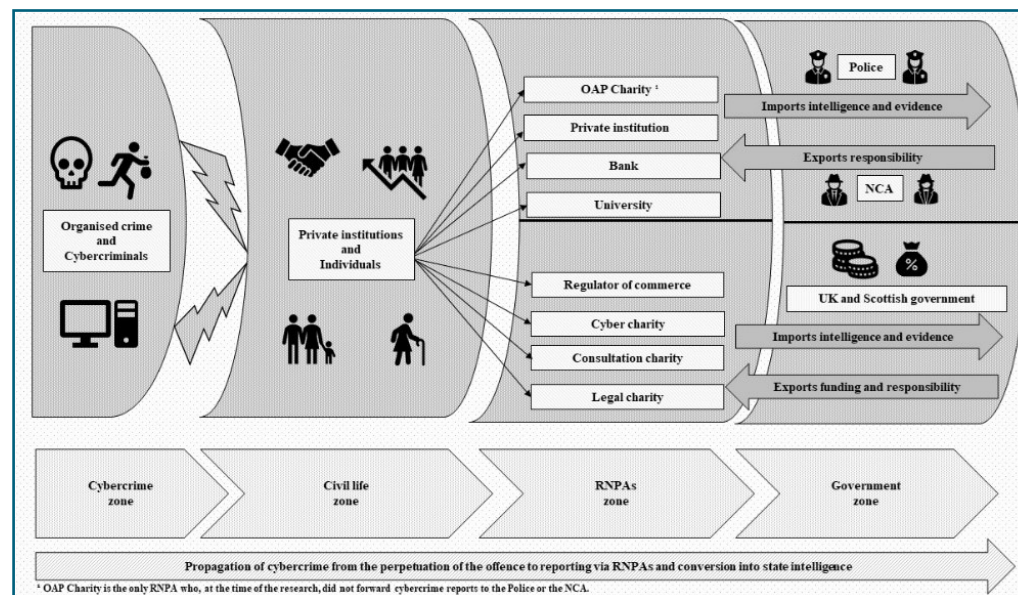 Organised crime
and
Cybercriminals
Private institutions
and
Individuals
OAP Charity ¹
Private institution
Bank
University
Regulator of commerce
Cyber charity
Consultation charity
Legal charity
Police
Imports intelligence and evidence
Exports responsibility
NCA
%
UK and Scottish government
Imports intelligence and evidence
Exports funding and responsibility
Cybercrime
zone
Civil life
zone
RNPAs
zone
Government
zone
Propagation of cybercrime from the perpetuation of the offence to reporting via RNPAs and conversion into state intelligence
¹ OAP Charity is the only RNPA who, at the time of the research, did not forward cybercrime reports to the Police or the NCA.